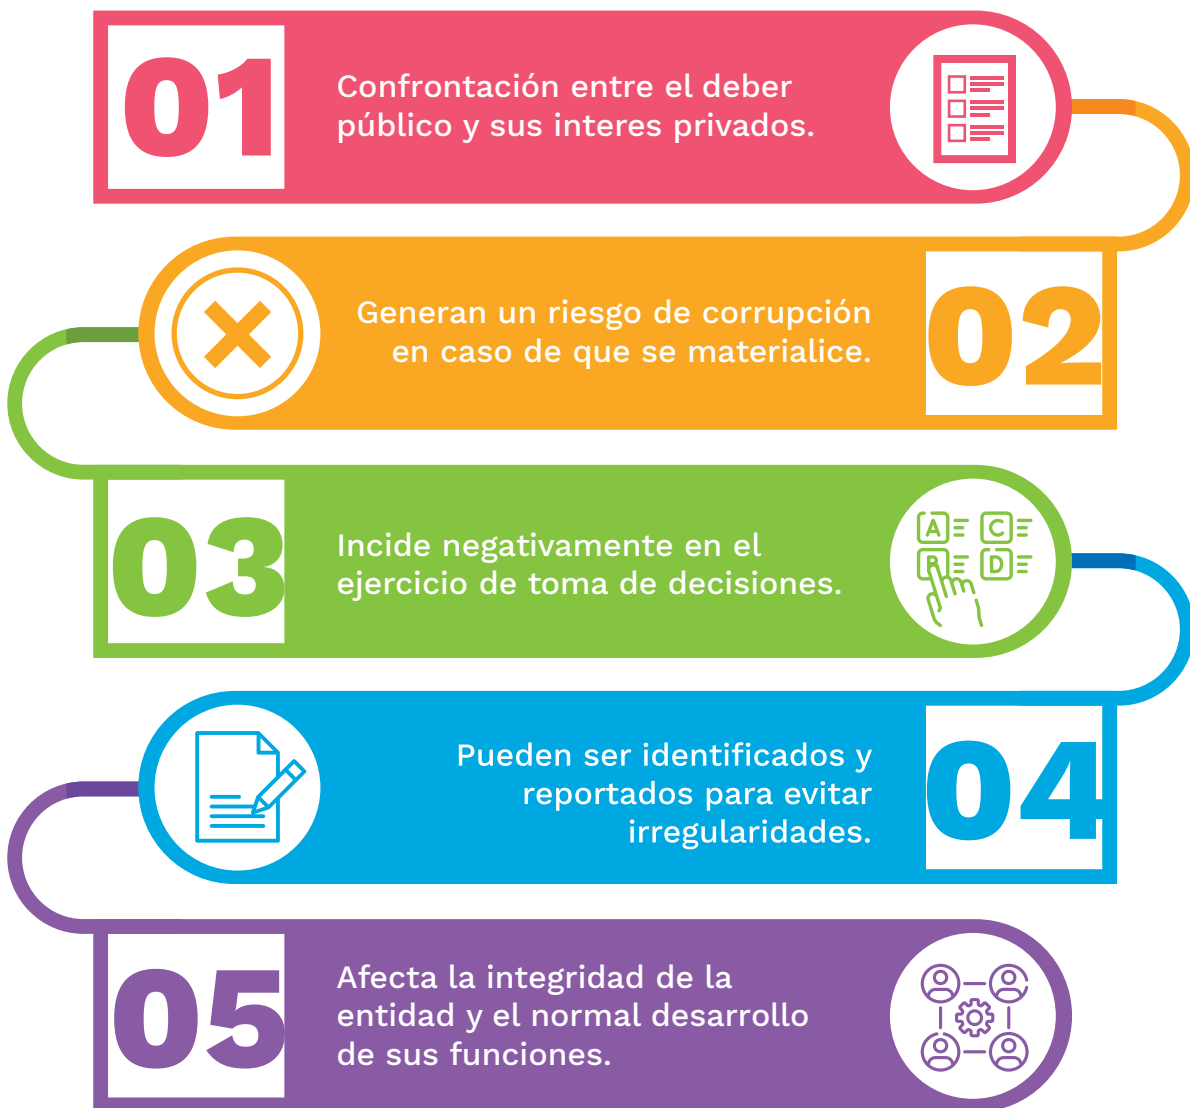 01
Confrontación entre el deber
público y sus interes privados.
Generan un riesgo de corrupción
en caso de que se materialice.
02
03
Incide negativamente en el
ejercicio de toma de decisiones.
A
C
B
D
Pueden ser identificados y
reportados para evitar
irregularidades.
04
05
Afecta la integridad de la
entidad y el normal desarrollo
de sus funciones.